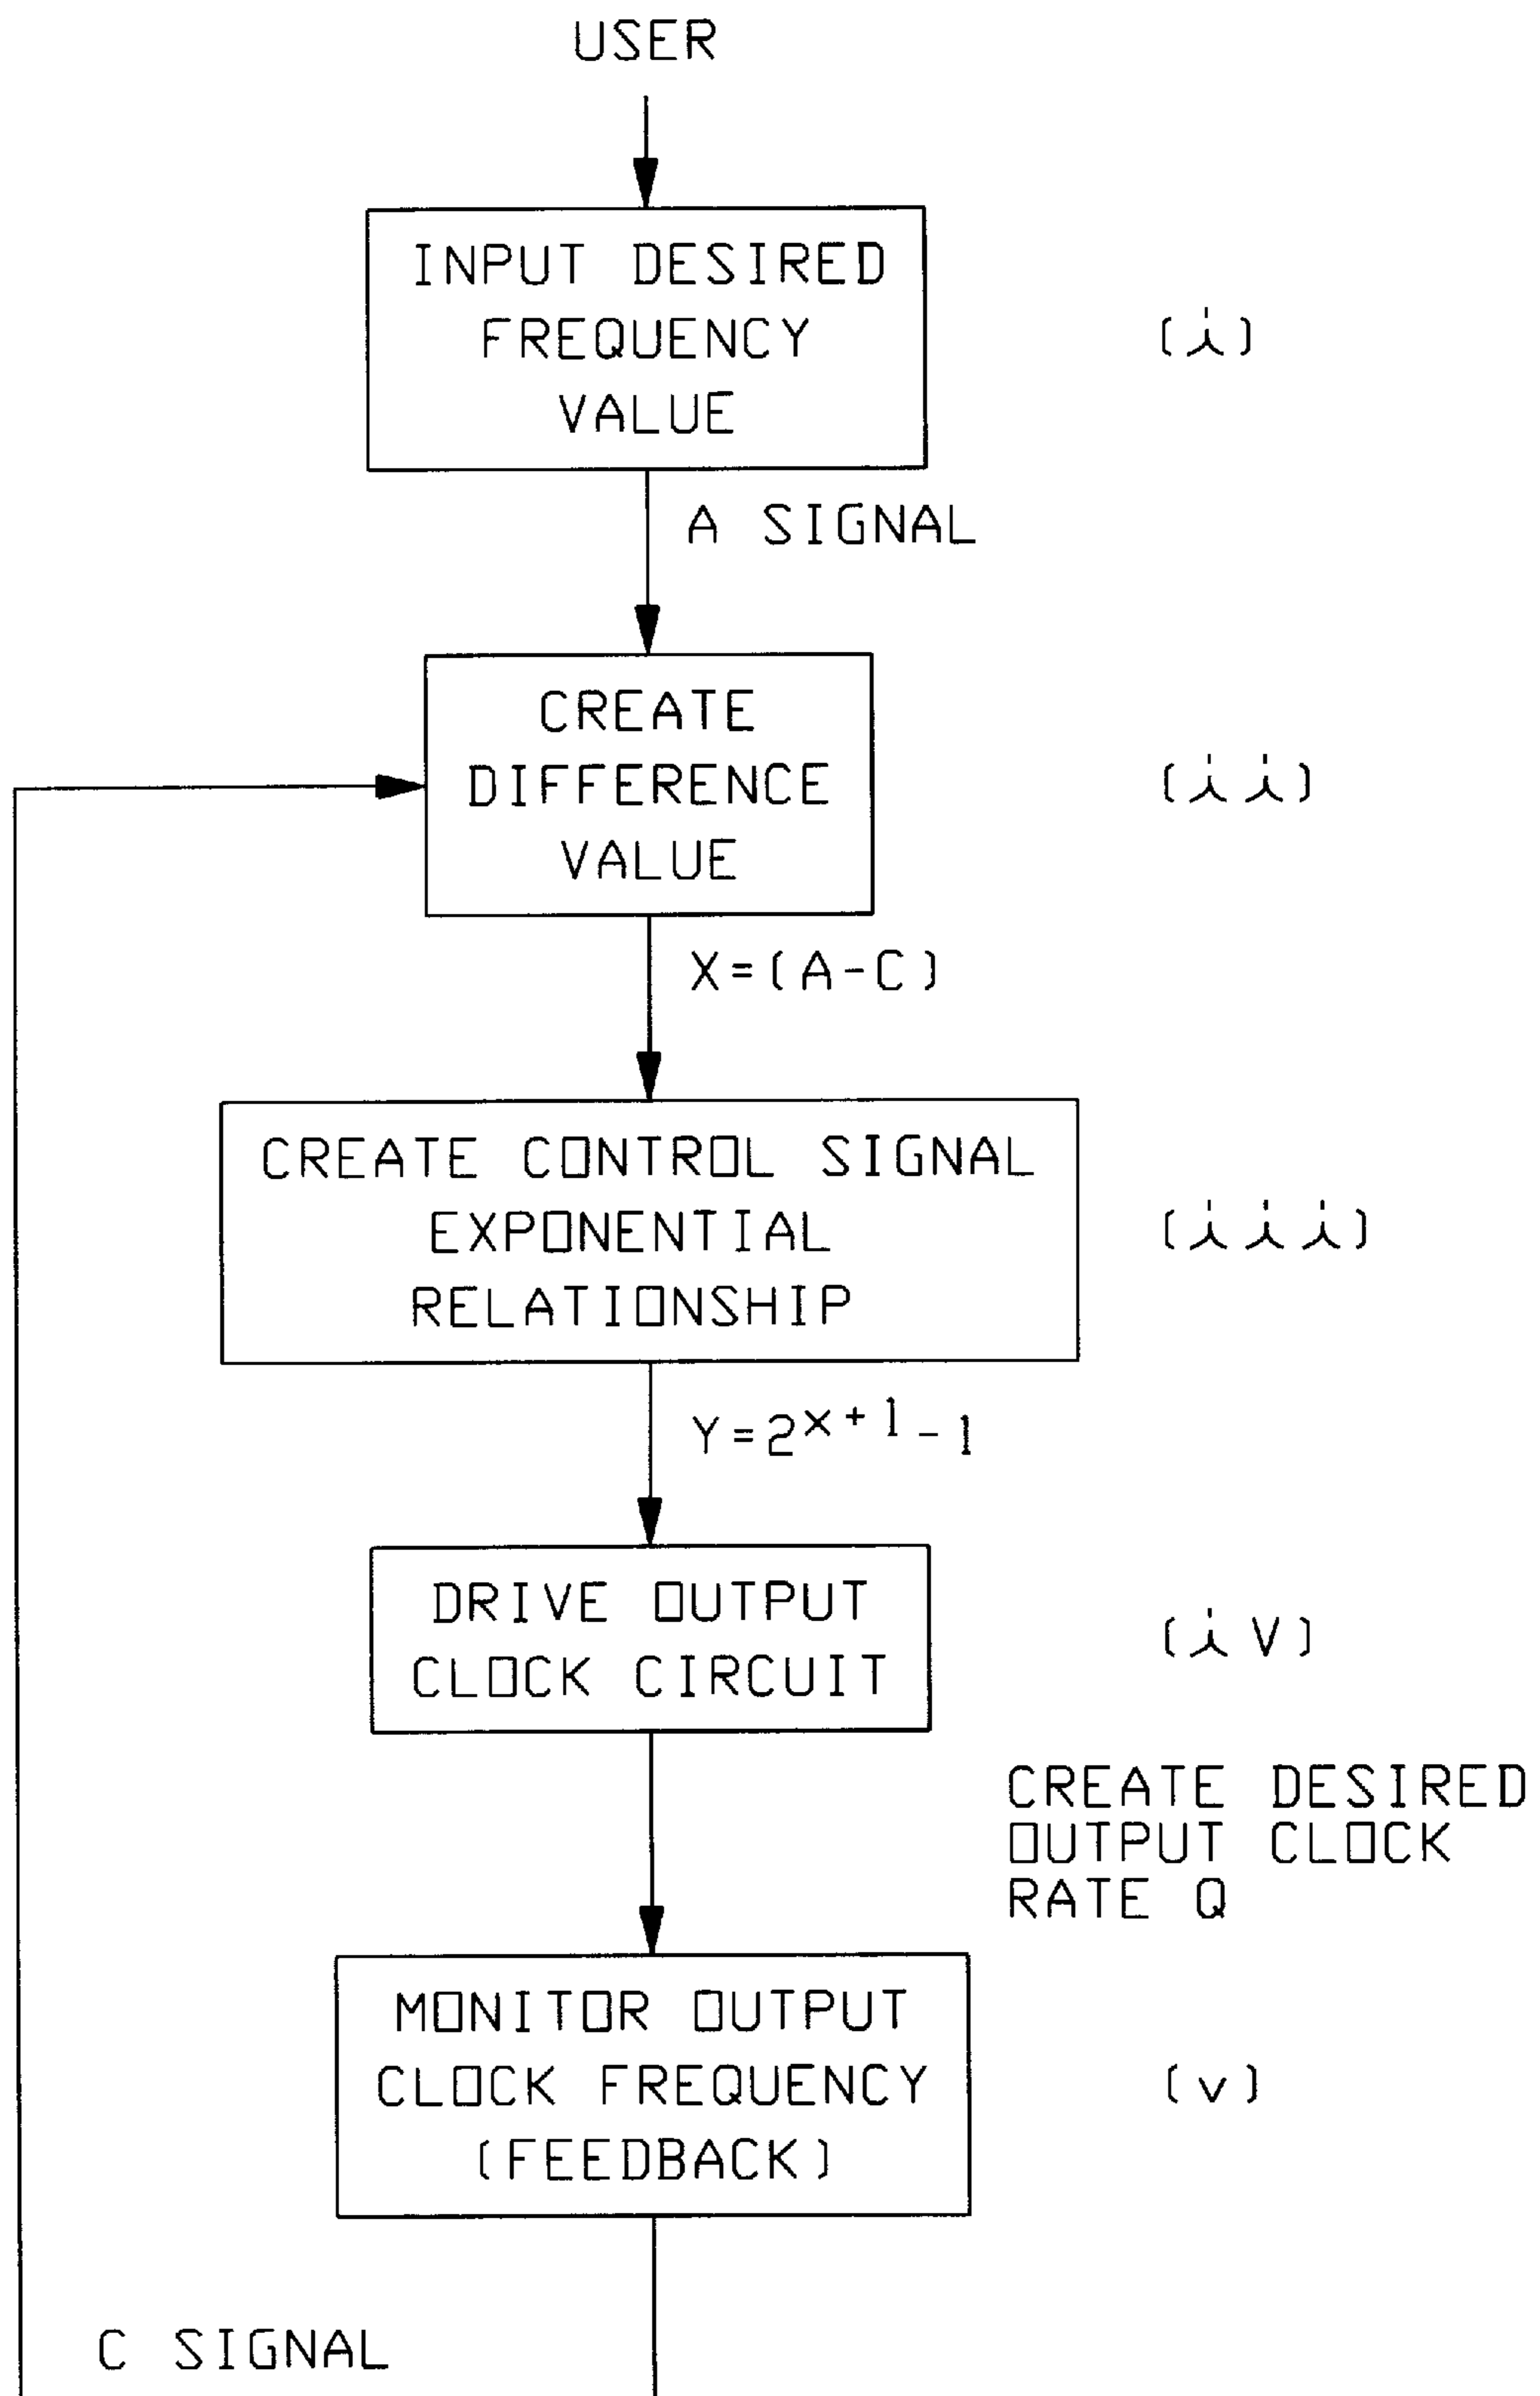 USER
INPUT DESIRED
FREQUENCY
VALUE
(i)
A SIGNAL
CREATE
DIFFERENCE
VALUE
(ii)
X=(A-C)
CREATE CONTROL SIGNAL
EXPONENTIAL
RELATIONSHIP
(iii)
Y=2^X+1-1
DRIVE OUTPUT
CLOCK CIRCUIT
(iV)
CREATE DESIRED
OUTPUT CLOCK
RATE Q
MONITOR OUTPUT
CLOCK FREQUENCY
(FEEDBACK)
(v)
C SIGNAL